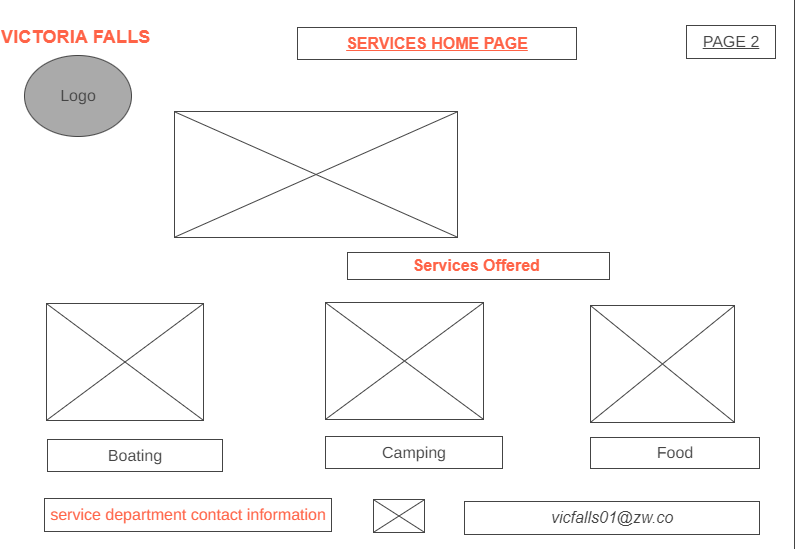 VICTORIA FALLS
SERVICES HOME PAGE
PAGE 2
Logo
Services Offered
Boating
Camping
Food
service department contact information
vicfalls01@zw.co